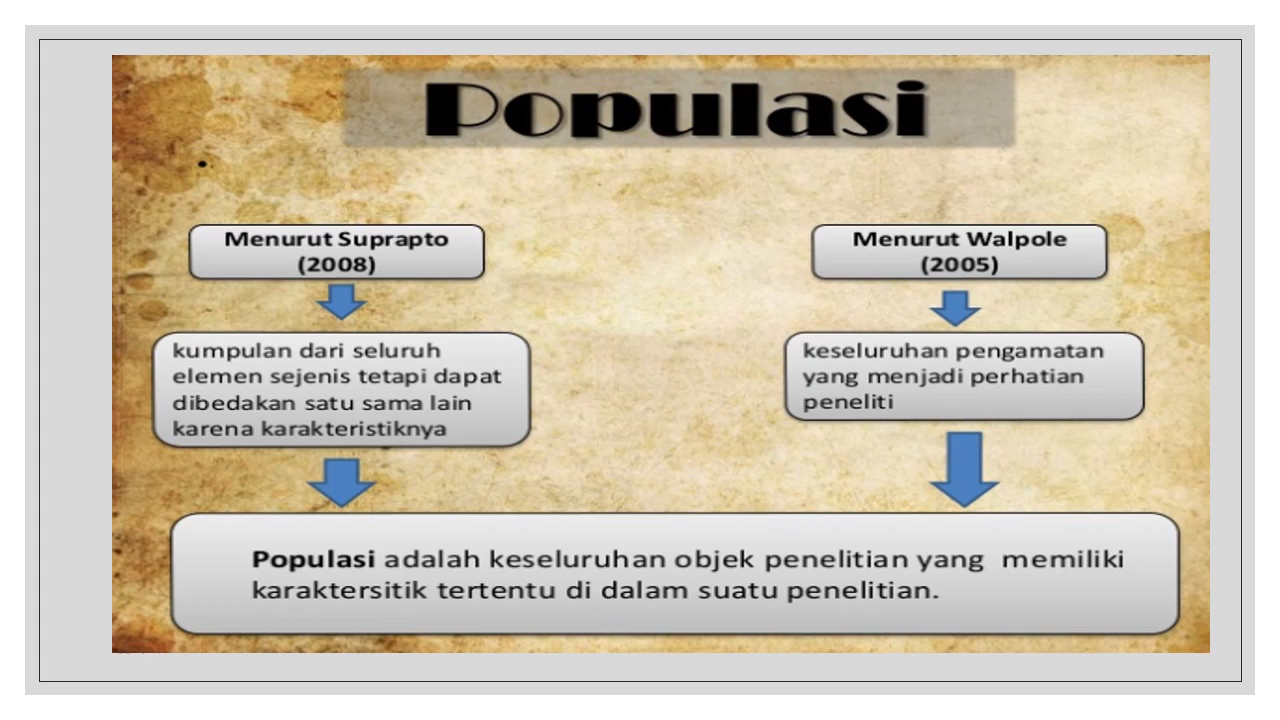 Populasi
Menurut Suprapto
(2008)
kumpulan dari seluruh
elemen sejenis tetapi dapat
dibedakan satu sama lain
karena karakteristiknya
Menurut Walpole
(2005)
keseluruhan pengamatan
yang menjadi perhatian
peneliti
Populasi adalah keseluruhan objek penelitian yang memiliki
karaktersitik tertentu di dalam suatu penelitian.